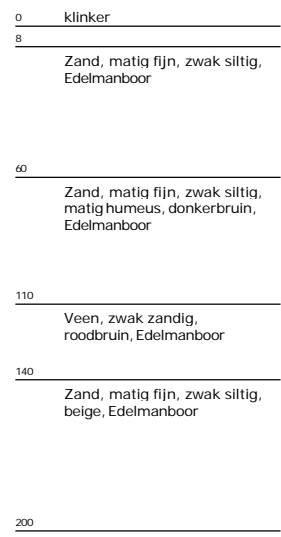 0 klinker
8
Zand, matig fijn, zwak siltig,
Edelmanboor
60
Zand, matig fijn, zwak siltig,
matig humeus, donkerbruin,
Edelmanboor
110
Veen, zwak zandig,
roodbruin, Edelmanboor
140
Zand, matig fijn, zwak siltig,
beige, Edelmanboor
200